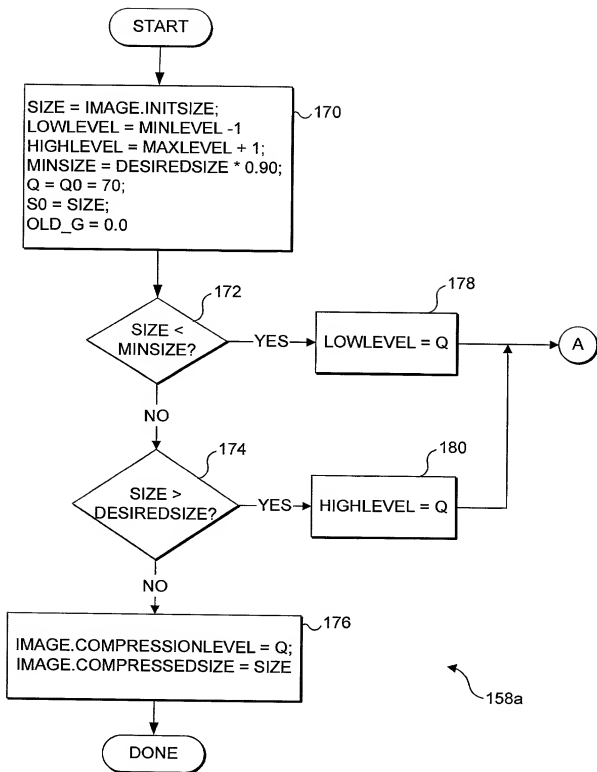 START
SIZE = IMAGE.INITSIZE;
LOWLEVEL = MINLEVEL -1
HIGHLEVEL = MAXLEVEL + 1;
MINSIZE = DESIREDSIZE * 0.90;
Q = Q0 = 70;
S0 = SIZE;
OLD_G = 0.0
170
172
SIZE <
MINSIZE?
YES
178
LOWLEVEL = Q
A
NO
174
SIZE >
DESIREDSIZE?
YES
180
HIGHLEVEL = Q
NO
176
IMAGE.COMPRESSIONLEVEL = Q;
IMAGE.COMPRESSEDSIZE = SIZE
158a
DONE